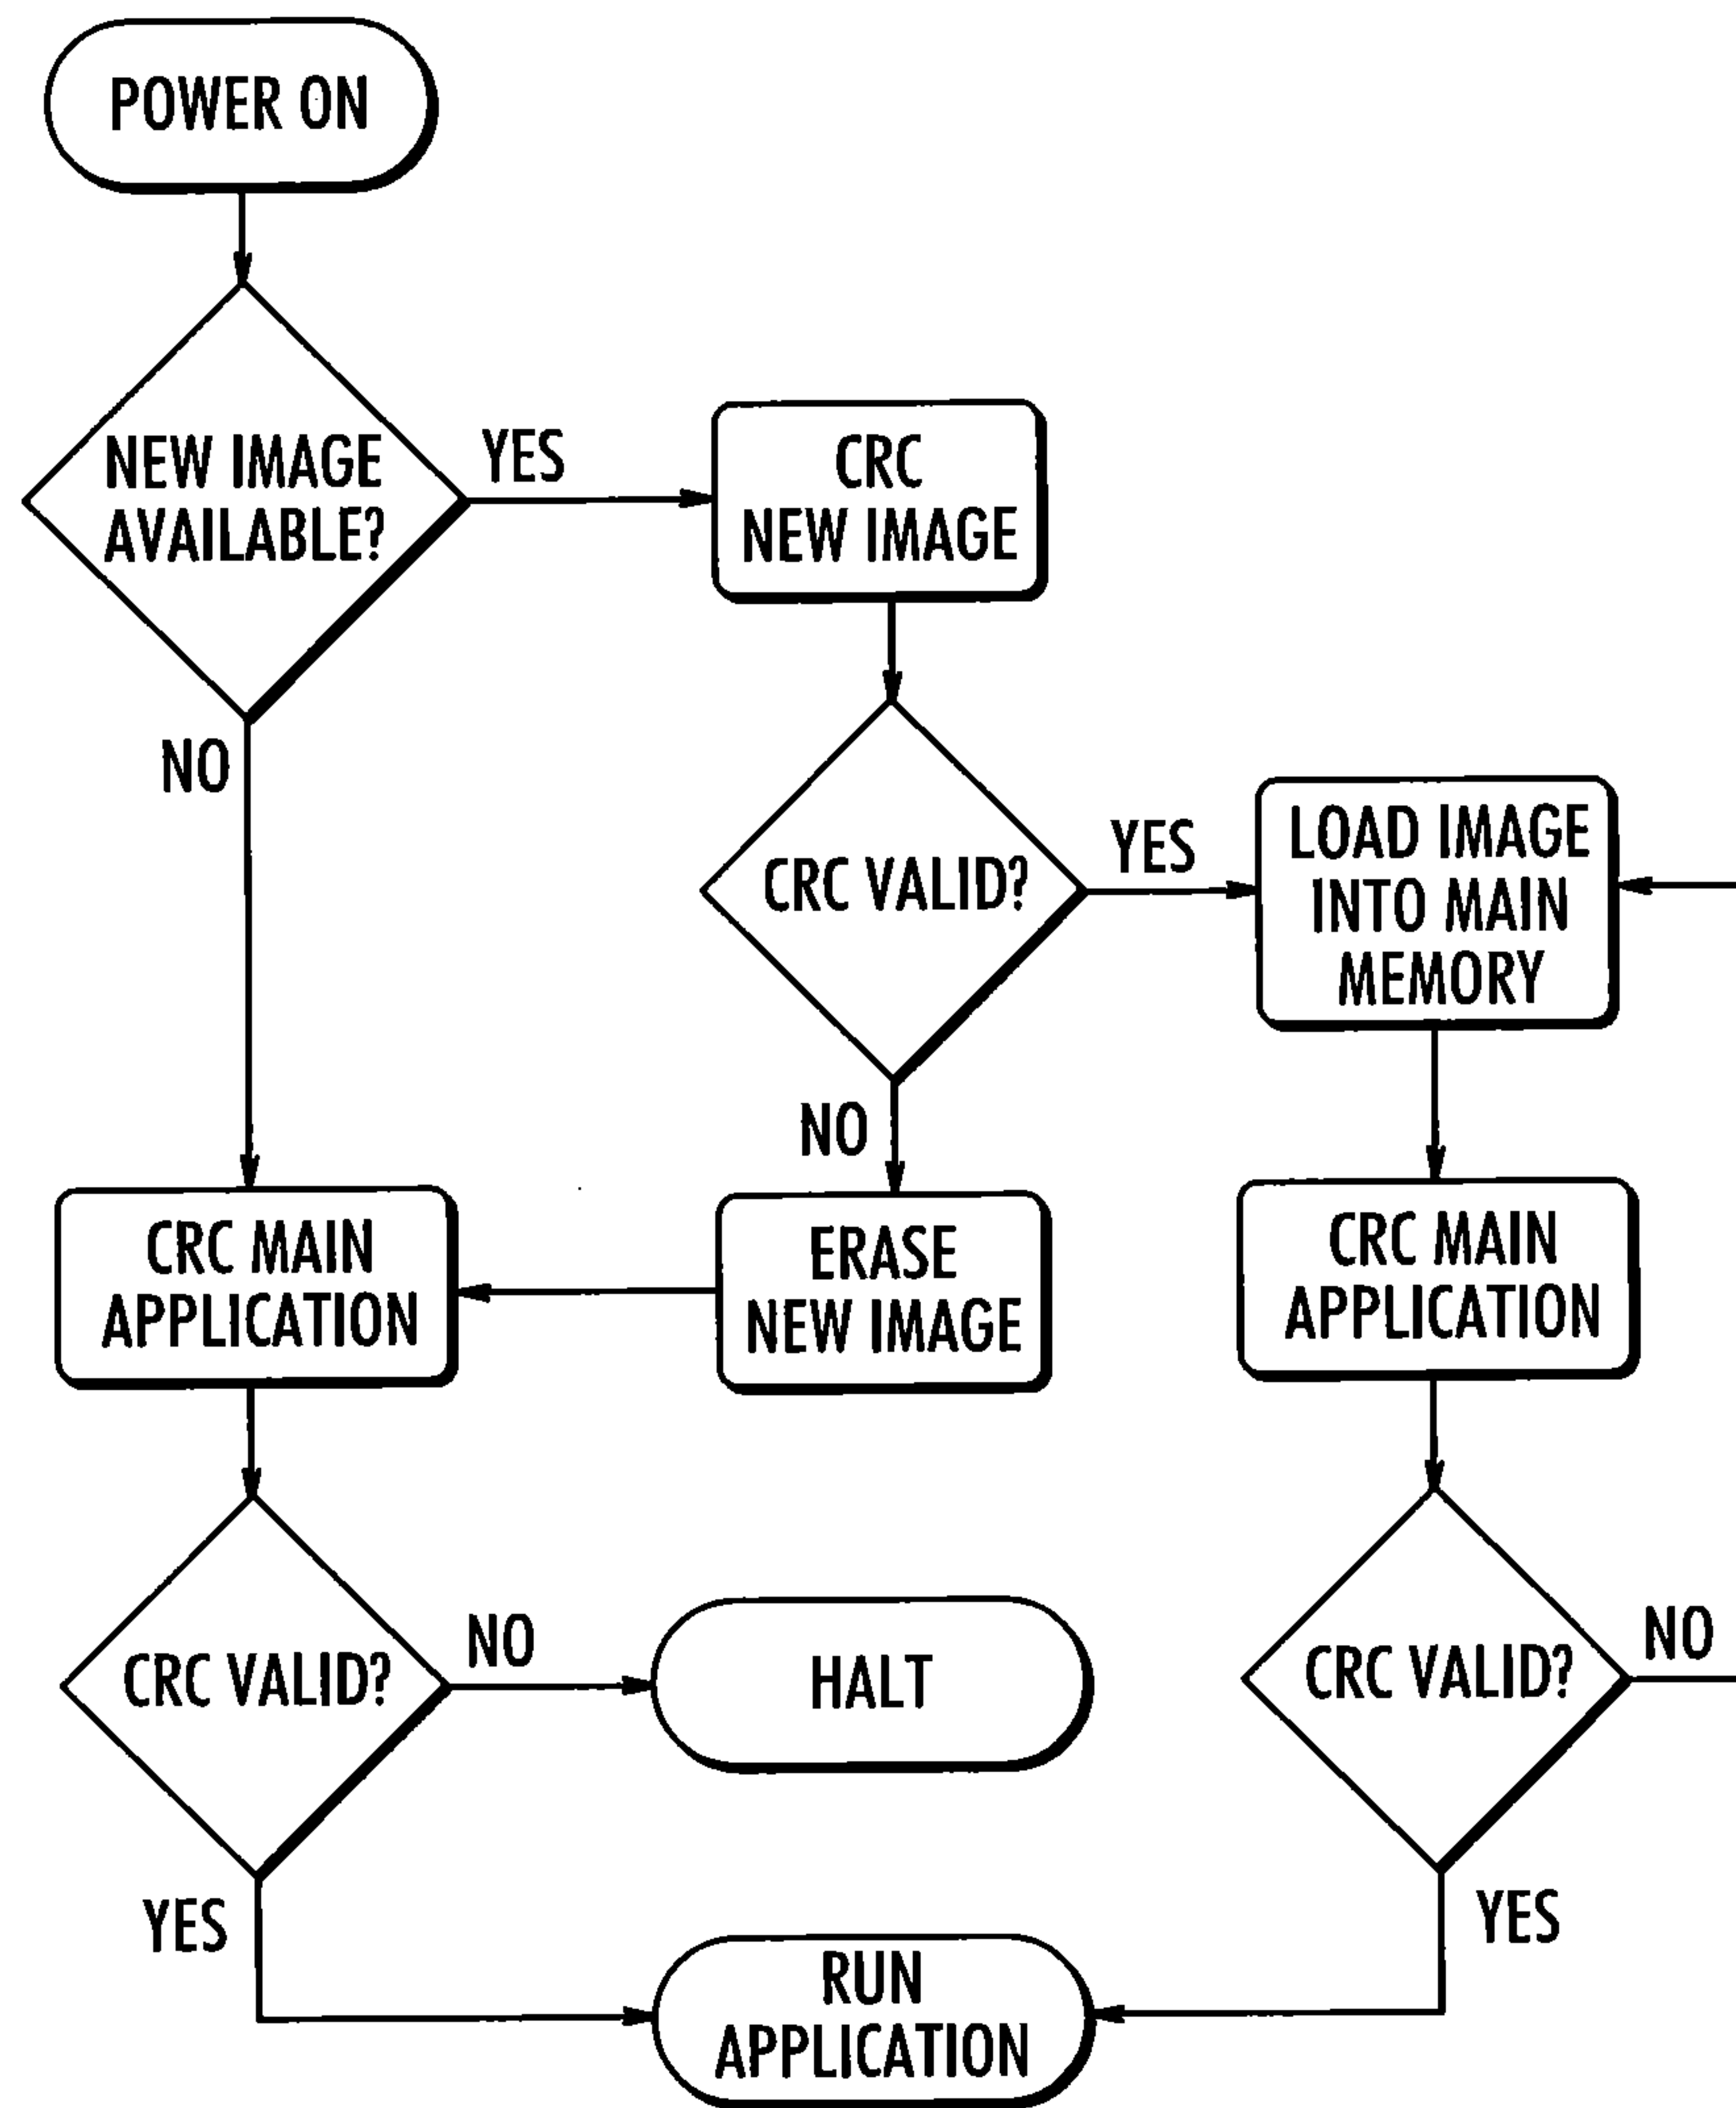 POWER ON
NEW IMAGE
AVAILABLE?
YES
CRC
NEW IMAGE
NO
CRC VALID?
YES
LOAD IMAGE
INTO MAIN
MEMORY
NO
CRC MAIN
APPLICATION
ERASE
NEW IMAGE
CRC MAIN
APPLICATION
CRC VALID?
NO
HALT
CRC VALID?
NO
YES
RUN
APPLICATION
YES